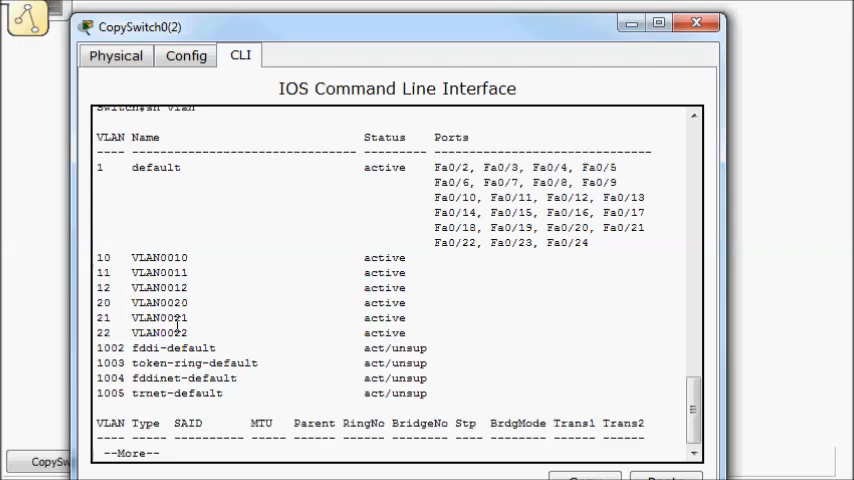 CopySwitch0(2)
Physical Config CLI
IOS Command Line Interface
Switch#sh vlan
VLAN Name Status Ports
---- -------------------------------- --------- -------------------------------
1 default active Fa0/2, Fa0/3, Fa0/4, Fa0/5
Fa0/6, Fa0/7, Fa0/8, Fa0/9
Fa0/10, Fa0/11, Fa0/12, Fa0/13
Fa0/14, Fa0/15, Fa0/16, Fa0/17
Fa0/18, Fa0/19, Fa0/20, Fa0/21
Fa0/22, Fa0/23, Fa0/24
10 VLAN0010 active
11 VLAN0011 active
12 VLAN0012 active
20 VLAN0020 active
21 VLAN0021 active
22 VLAN0022 active
1002 fddi-default act/unsup
1003 token-ring-default act/unsup
1004 fddinet-default act/unsup
1005 trnet-default act/unsup
VLAN Type SAID MTU Parent RingNo BridgeNo Stp BrdgMode Trans1 Trans2
---- ----- ---------- ----- ------ ------ -------- ---- -------- ------ ------
--More--
CopySw